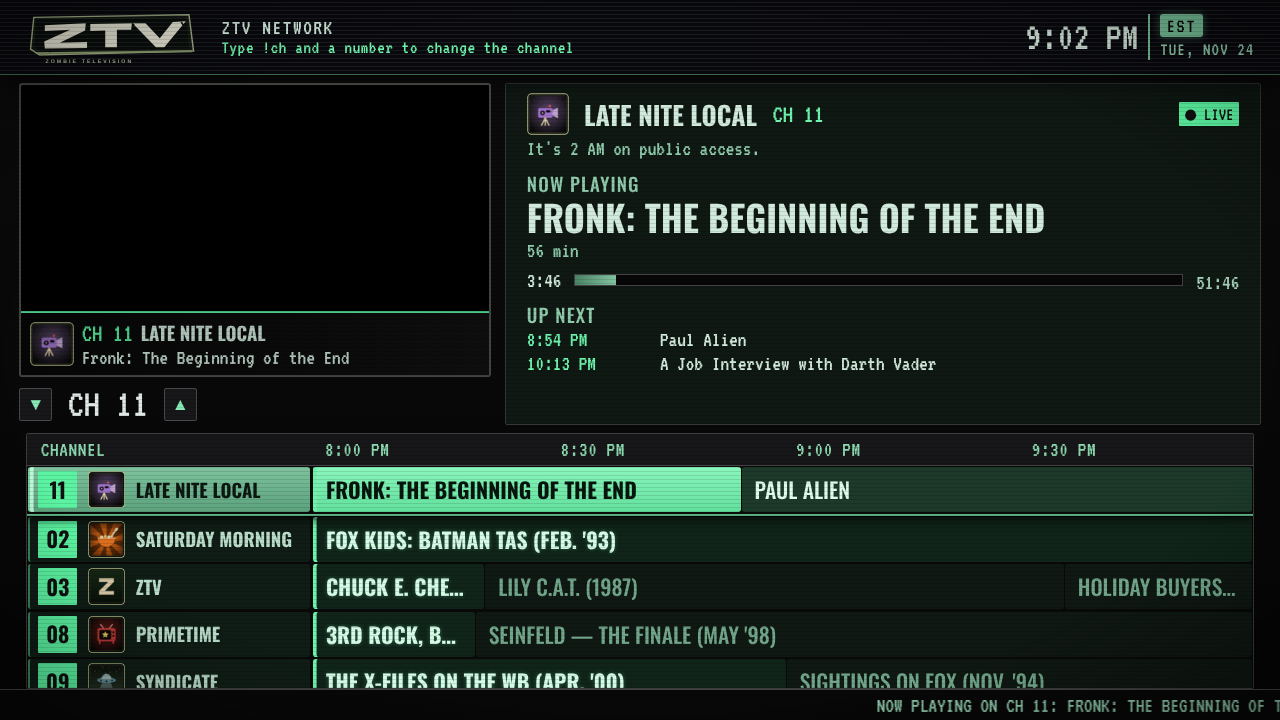 ZTV
ZOMBIE TELEVISION
ZTV NETWORK
Type !ch and a number to change the channel
9:02 PM
EST
TUE, NOV 24
CH 11 LATE NITE LOCAL
Fronk: The Beginning of the End
▼ CH 11 ▲
LATE NITE LOCAL CH 11
● LIVE
It's 2 AM on public access.
NOW PLAYING
FRONK: THE BEGINNING OF THE END
56 min
3:46 51:46
UP NEXT
8:54 PM Paul Alien
10:13 PM A Job Interview with Darth Vader
CHANNEL 8:00 PM 8:30 PM 9:00 PM 9:30 PM
11 LATE NITE LOCAL FRONK: THE BEGINNING OF THE END PAUL ALIEN
02 SATURDAY MORNING FOX KIDS: BATMAN TAS (FEB. '93)
03 Z ZTV CHUCK E. CHE... LILY C.A.T. (1987) HOLIDAY BUYERS...
08 PRIMETIME 3RD ROCK, B... SEINFELD — THE FINALE (MAY '98)
09 SYNDICATE THE X-FILES ON THE WB (APR. '00) SIGHTINGS ON FOX (NOV. '94)
NOW PLAYING ON CH 11: FRONK: THE BEGINNING OF T